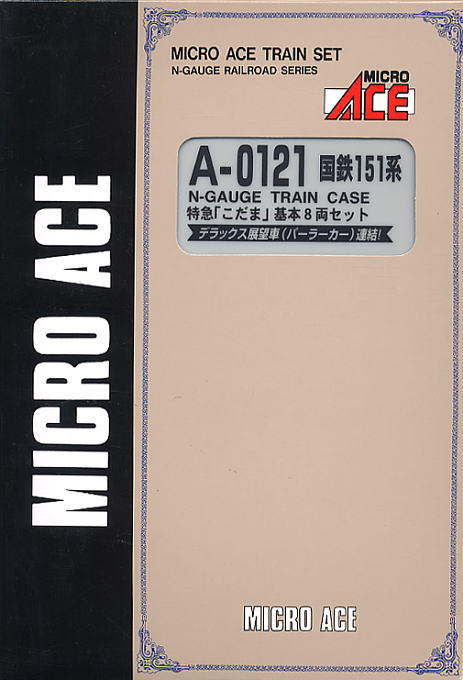 MICRO ACE TRAIN SET
N-GAUGE RAILROAD SERIES
MICRO
ACE
A-0121 国鉄151系
N-GAUGE TRAIN CASE
特急「こだま」基本8両セット
デラックス展望車(パーラーカー)連結!
MICRO ACE
MICRO ACE